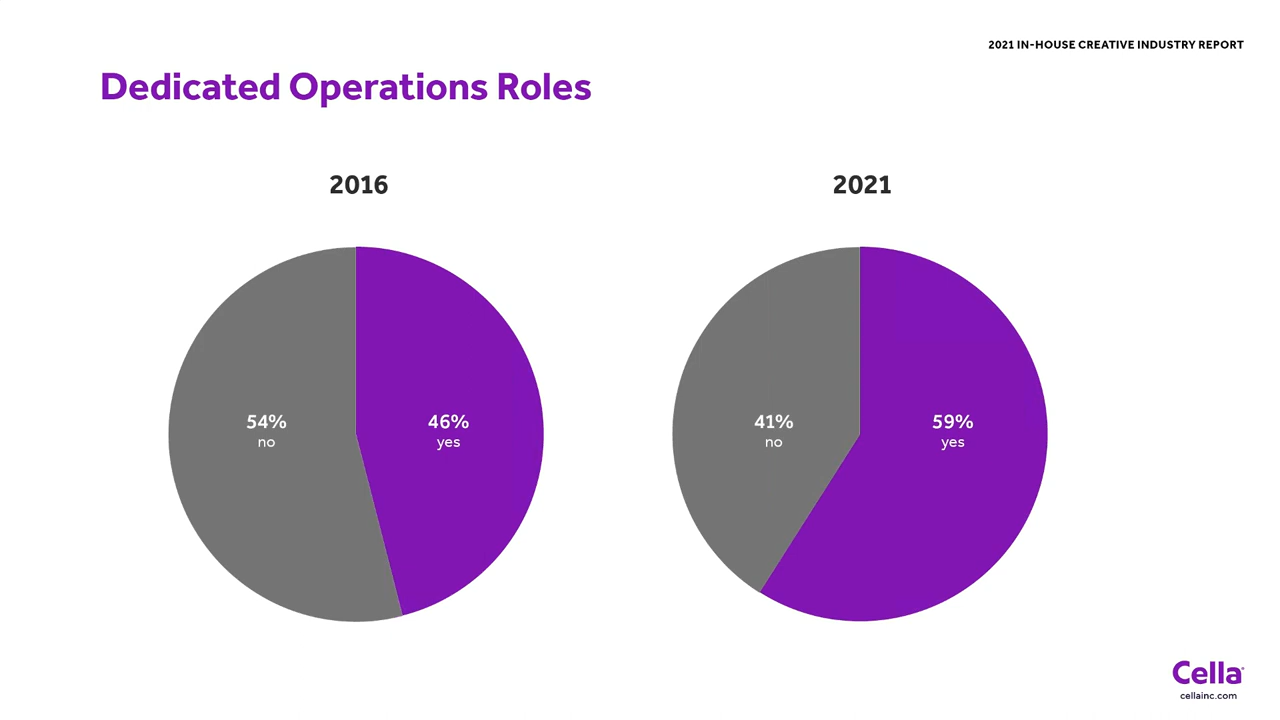 2021 IN-HOUSE CREATIVE INDUSTRY REPORT
Dedicated Operations Roles
2016
2021
54%
no
46%
yes
41%
no
59%
yes
Cella
cellainc.com